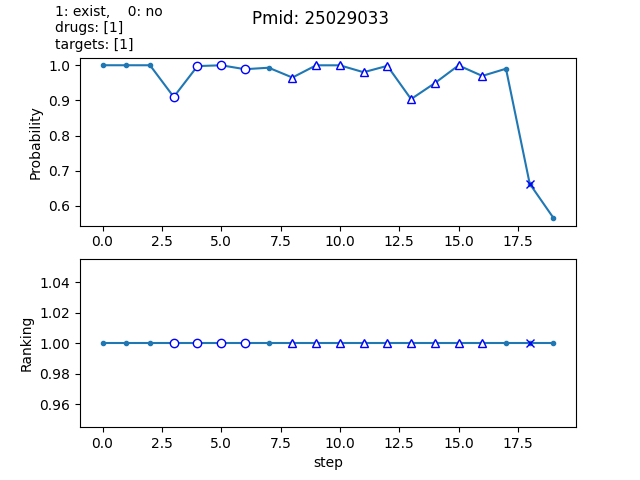 1: exist,    0: no
drugs: [1]
targets: [1]
Pmid: 25029033
Probability
1.0
0.9
0.8
0.7
0.6
0.0 2.5 5.0 7.5 10.0 12.5 15.0 17.5
Ranking
1.04
1.02
1.00
0.98
0.96
0.0 2.5 5.0 7.5 10.0 12.5 15.0 17.5
step